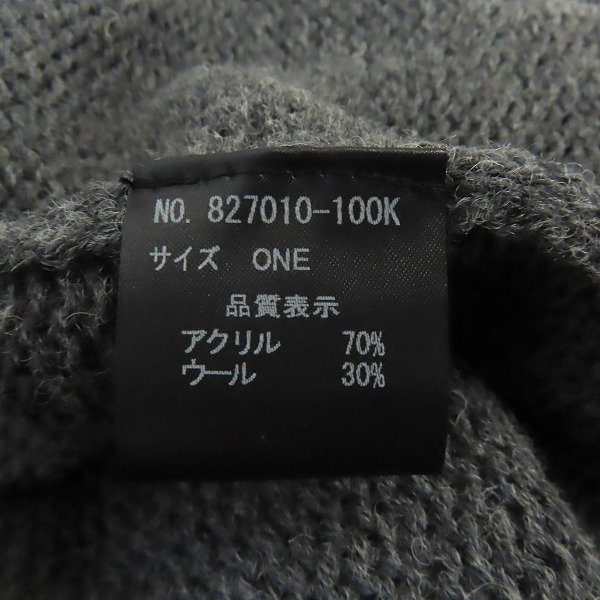 NO. 827010-100K
サイズ ONE
品質表示
アクリル 70%
ウール 30%